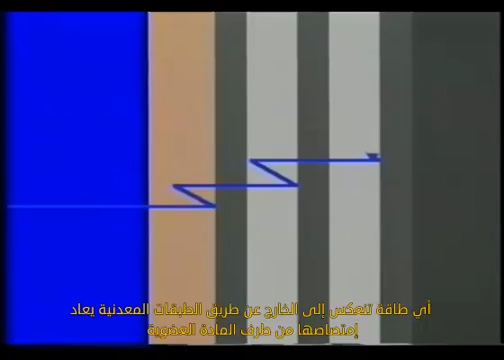 أي طاقة تنعكس إلى الخارج عن طريق الطبقات المعدنية يعاد
إمتصاصها من طرف المادة العضوية